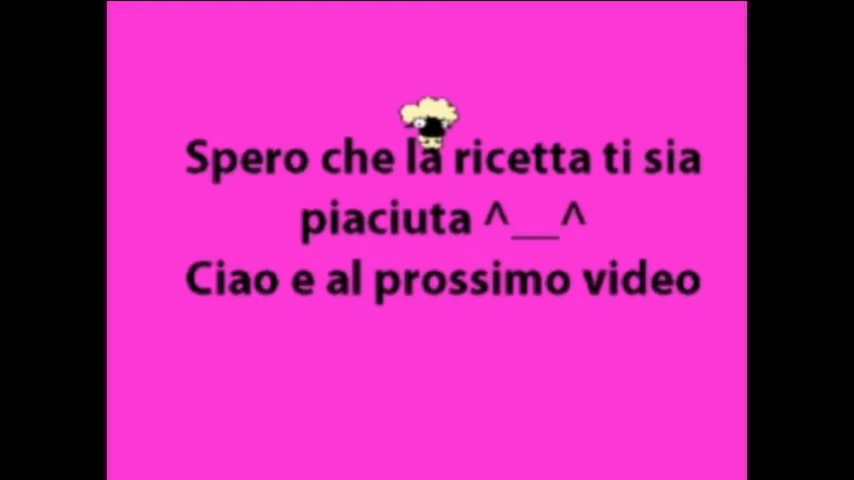 Spero che la ricetta ti sia
piaciuta ^__^
Ciao e al prossimo video